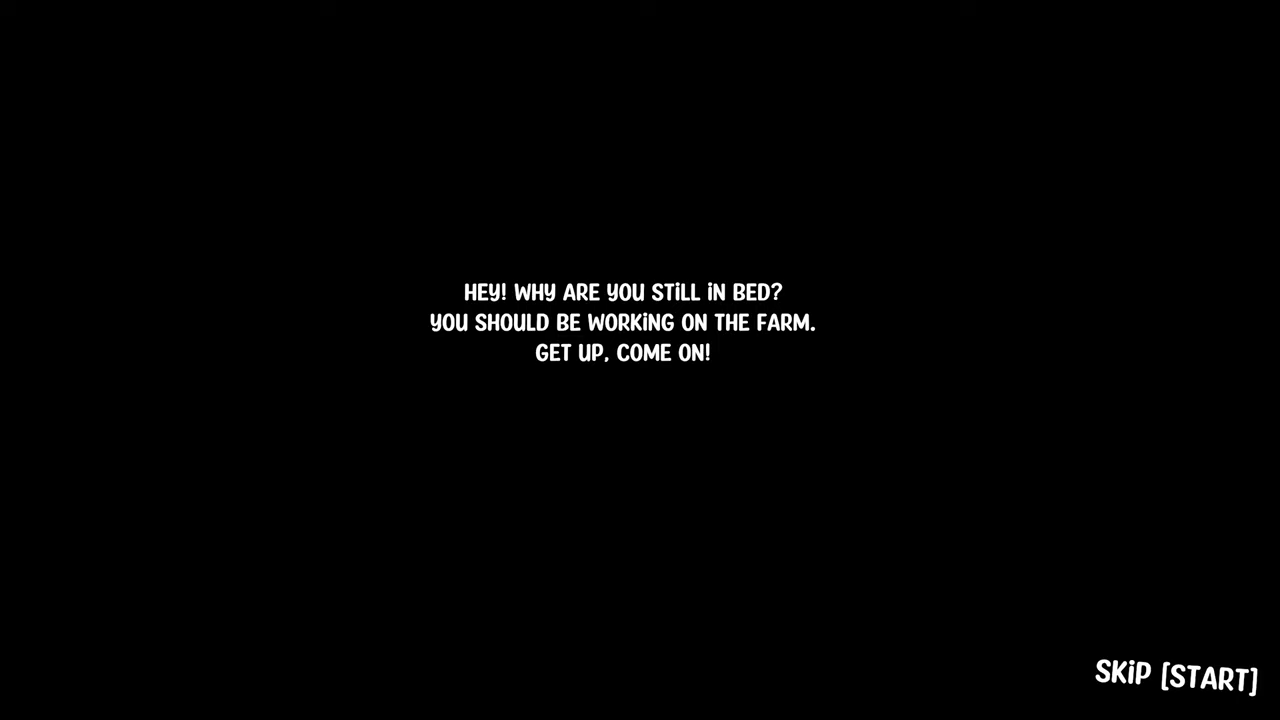 HEY! WHY ARE YOU STILL IN BED?
YOU SHOULD BE WORKING ON THE FARM.
GET UP, COME ON!
SKIP [START]